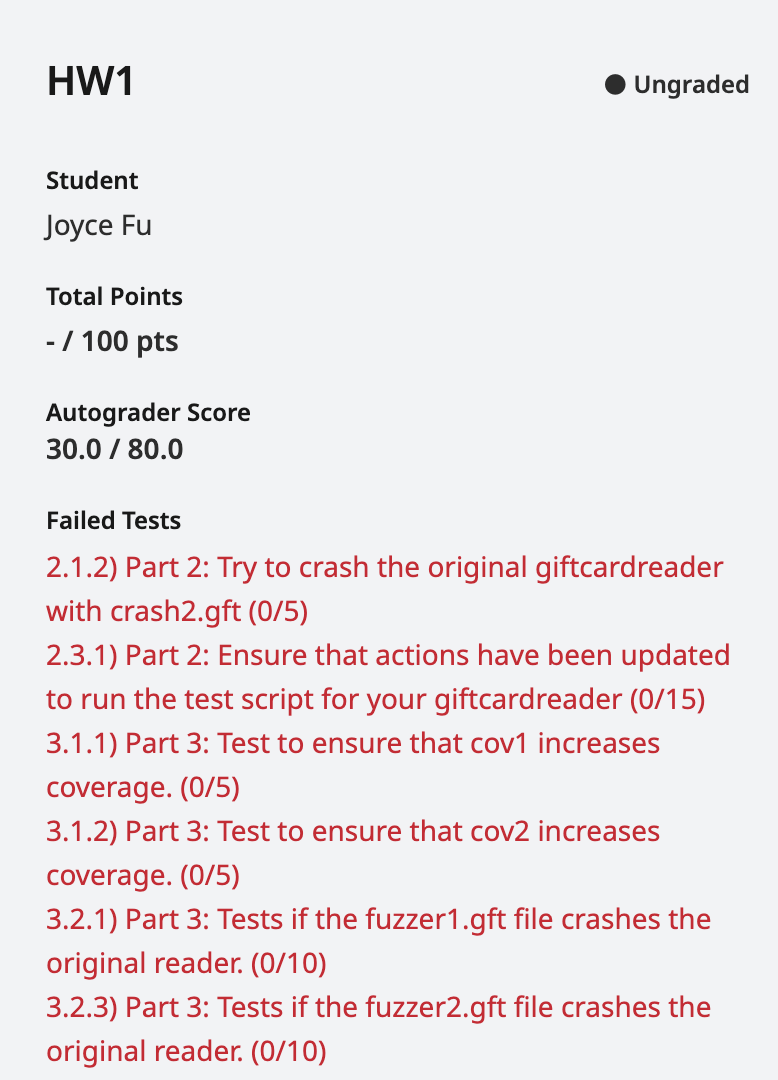 HW1
Ungraded
Student
Joyce Fu
Total Points
- / 100 pts
Autograder Score
30.0 / 80.0
Failed Tests
2.1.2) Part 2: Try to crash the original giftcardreader
with crash2.gft (0/5)
2.3.1) Part 2: Ensure that actions have been updated
to run the test script for your giftcardreader (0/15)
3.1.1) Part 3: Test to ensure that cov1 increases
coverage. (0/5)
3.1.2) Part 3: Test to ensure that cov2 increases
coverage. (0/5)
3.2.1) Part 3: Tests if the fuzzer1.gft file crashes the
original reader. (0/10)
3.2.3) Part 3: Tests if the fuzzer2.gft file crashes the
original reader. (0/10)